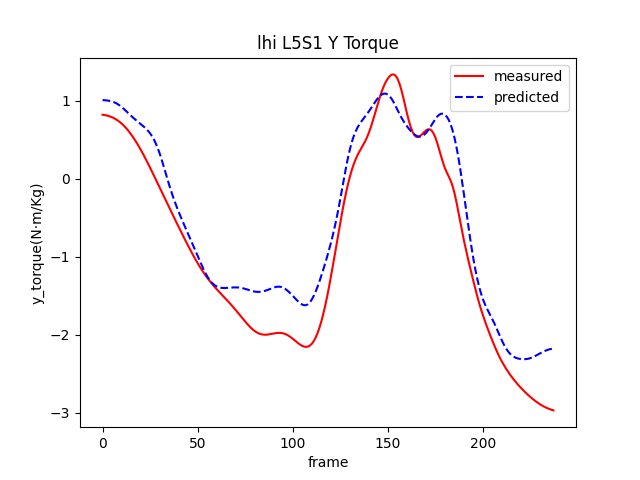 lhi L5S1 Y Torque
measured
predicted
y_torque(N·m/Kg)
1
0
−1
−2
−3
0 50 100 150 200
frame